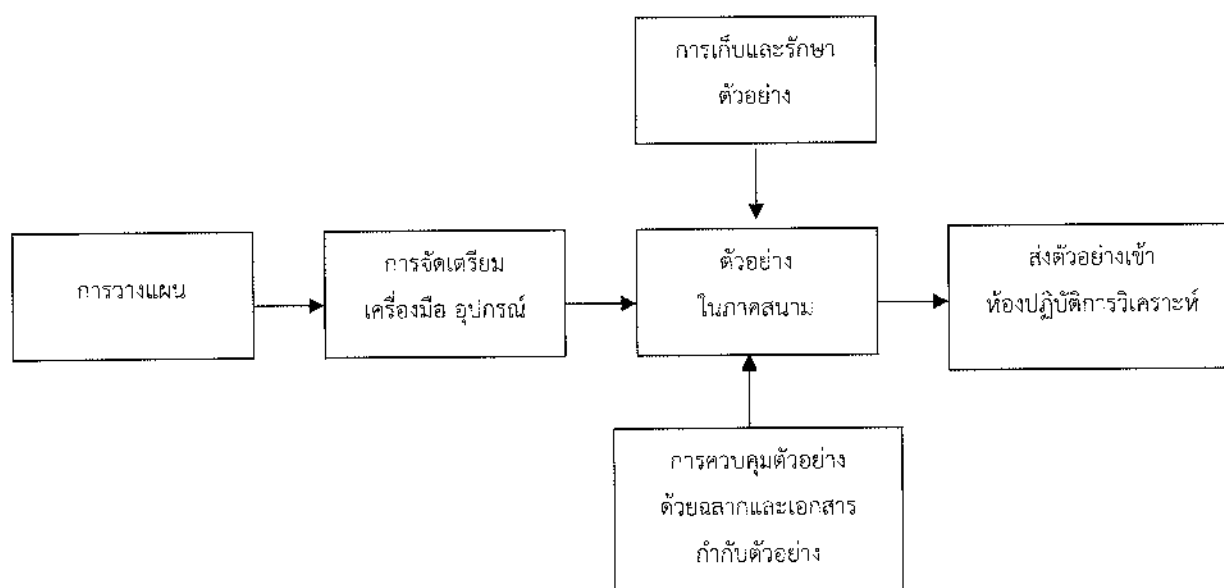 การเก็บและรักษา
ตัวอย่าง
การวางแผน
การจัดเตรียม
เครื่องมือ อุปกรณ์
ตัวอย่าง
ในภาคสนาม
ส่งตัวอย่างเข้า
ห้องปฏิบัติการวิเคราะห์
การควบคุมตัวอย่าง
ด้วยฉลากและเอกสาร
กำกับตัวอย่าง